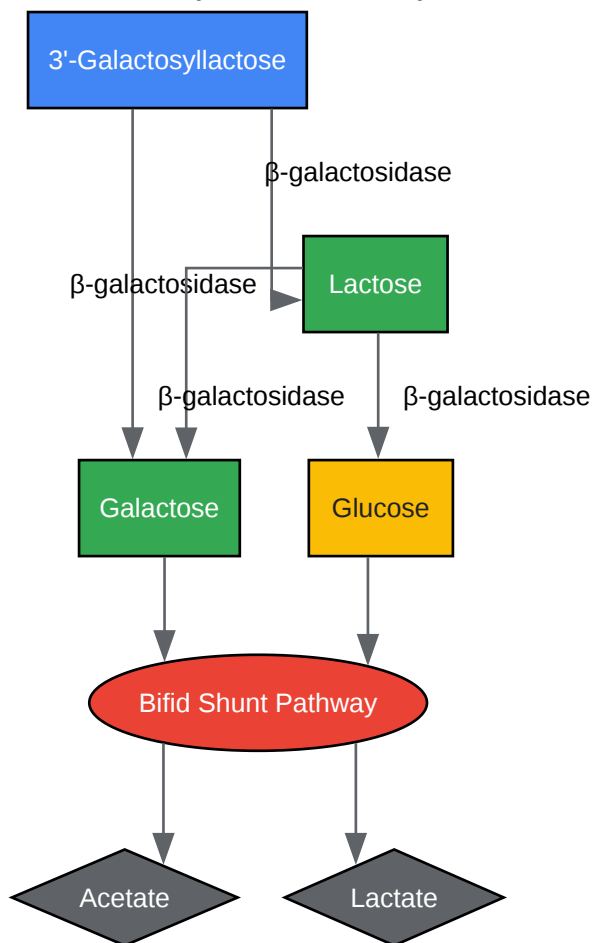 3'-Galactosyllactose
β-galactosidase
β-galactosidase
Lactose
β-galactosidase
β-galactosidase
Galactose
Glucose
Bifid Shunt Pathway
Acetate
Lactate